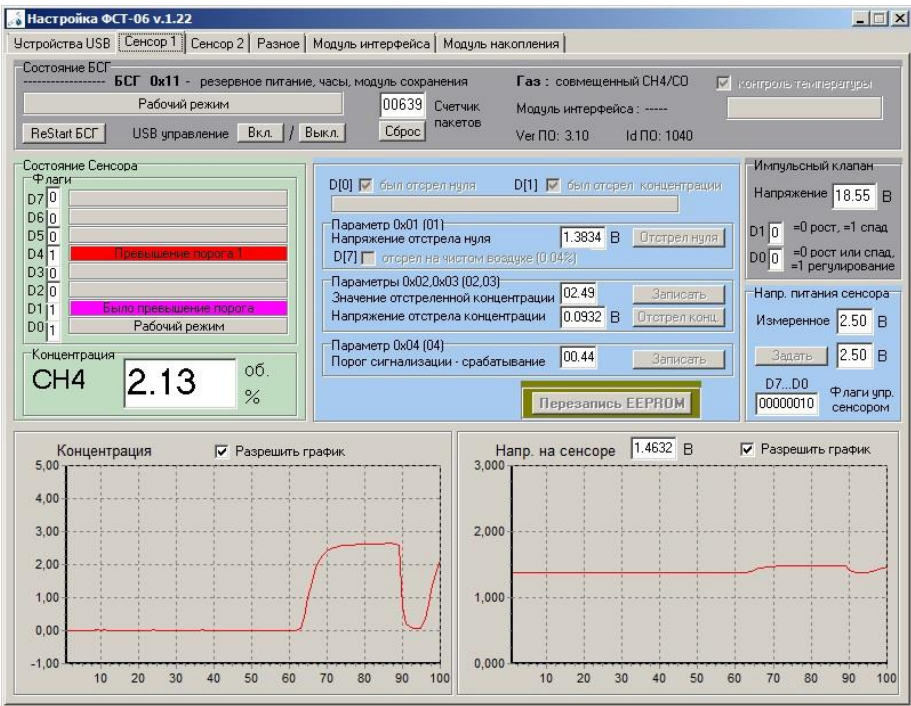 Настройка ФСТ-06 v.1.22
Устройства USB Сенсор 1 Сенсор 2 Разное Модуль интерфейса Модуль накопления
Состояние БСГ
------------------ БСГ 0x11 - резервное питание, часы, модуль сохранения
Газ : совмещенный CH4/CO
контроль температуры
Рабочий режим
00639 Счетчик пакетов
Модуль интерфейса : -----
ReStart БСГ USB управление Вкл. / Выкл. Сброс
Ver ПО: 3.10 Id ПО: 1040
Состояние Сенсора
Флаги
D7 0
D6 0
D5 0
D4 1 Превышение порога 1
D3 0
D2 0
D1 1 Было превышение порога
D0 1 Рабочий режим
Концентрация
CH4 2.13 об. %
D[0] был отсрел нуля D[1] был отсрел концентрации
Параметр 0x01 (01)
Напряжение отстрела нуля 1.3834 В Отстрел нуля
D[7] отсрел на чистом воздухе (0.04%)
Параметры 0x02,0x03 (02,03)
Значение отстреленной концентрации 02.49 Записать
Напряжение отстрела концентрации 0.0932 В Отстрел конц.
Параметр 0x04 (04)
Порог сигнализации - срабатывание 00.44 Записать
Перезапись EEPROM
Импульсный клапан
Напряжение 18.55 В
D1 0 =0 рост, =1 спад
D0 0 =0 рост или спад,
=1 регулирование
Напр. питания сенсора
Измеренное 2.50 В
Задать 2.50 В
D7...D0
00000010 Флаги упр. сенсором
Концентрация Разрешить график
5,00
4,00
3,00
2,00
1,00
0,00
-1,00
10 20 30 40 50 60 70 80 90 100
Напр. на сенсоре 1.4632 В Разрешить график
3,000
2,000
1,000
0,000
10 20 30 40 50 60 70 80 90 100